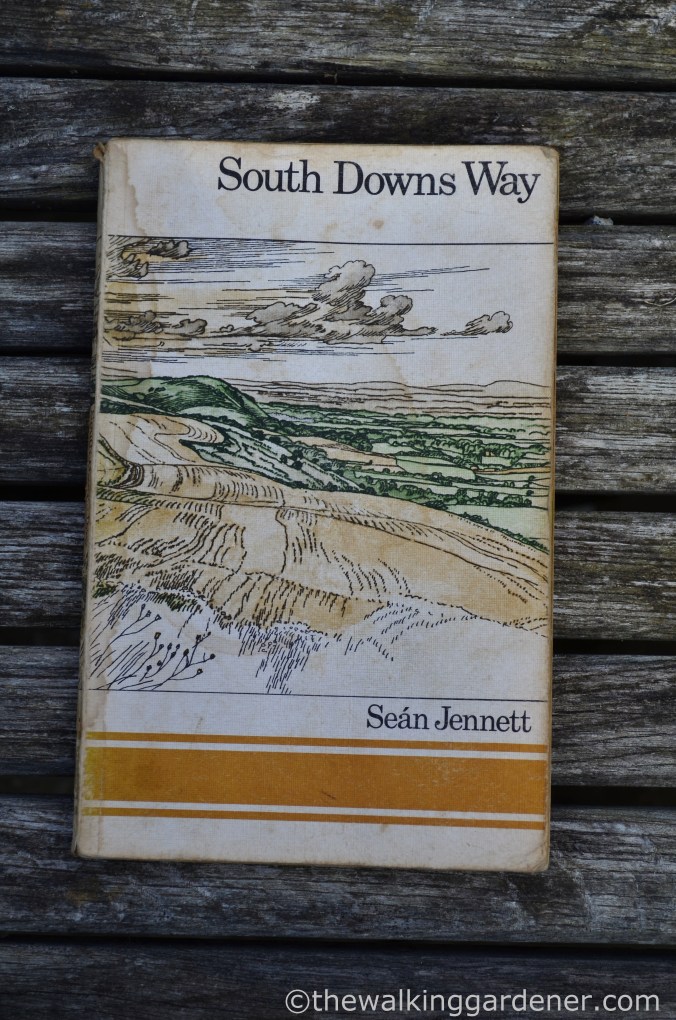 South Downs Way
Seán Jennett
©thewalkinggardener.com